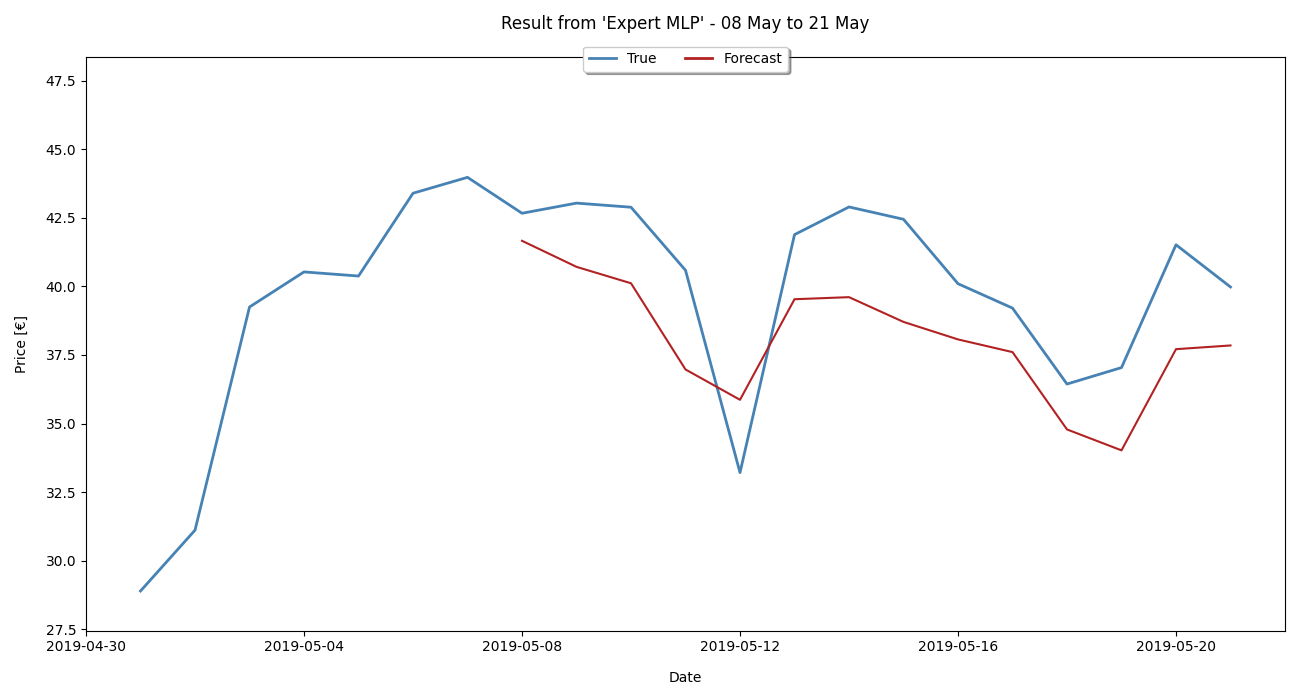 Result from 'Expert MLP' - 08 May to 21 May
True Forecast
47.5
45.0
42.5
40.0
37.5
35.0
32.5
30.0
27.5
Price [€]
2019-04-30 2019-05-04 2019-05-08 2019-05-12 2019-05-16 2019-05-20
Date